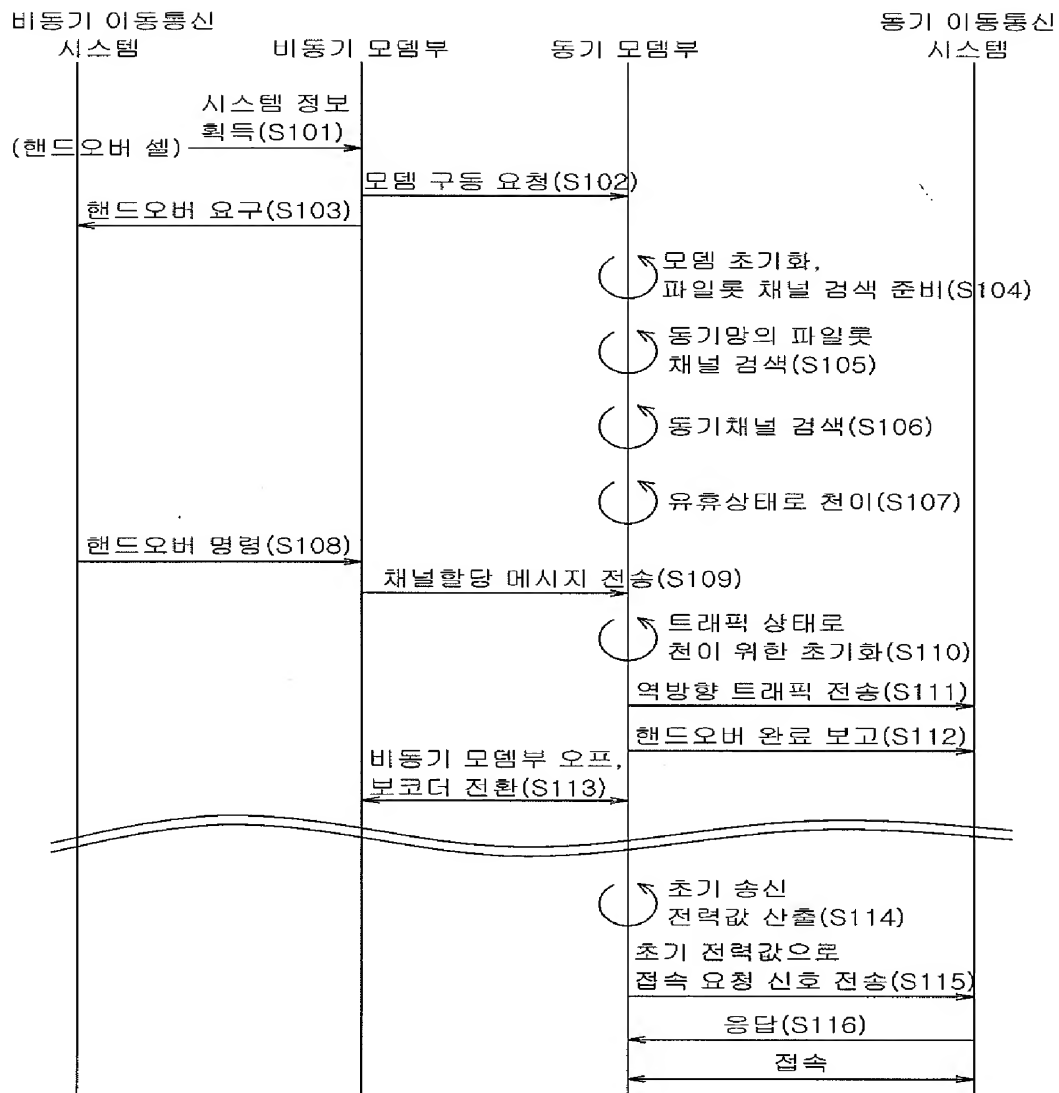 비동기 이동통신
시스템
비동기 모뎀부
동기 모뎀부
동기 이동통신
시스템
시스템 정보
획득(S101)
(핸드오버 셀)
모뎀 구동 요청(S102)
핸드오버 요구(S103)
모뎀 초기화,
파일롯 채널 검색 준비(S104)
동기망의 파일롯
채널 검색(S105)
동기채널 검색(S106)
유휴상태로 천이(S107)
핸드오버 명령(S108)
채널할당 메시지 전송(S109)
트래픽 상태로
천이 위한 초기화(S110)
역방향 트래픽 전송(S111)
핸드오버 완료 보고(S112)
비동기 모뎀부 오프,
보코더 전환(S113)
초기 송신
전력값 산출(S114)
초기 전력값으로
접속 요청 신호 전송(S115)
응답(S116)
접속